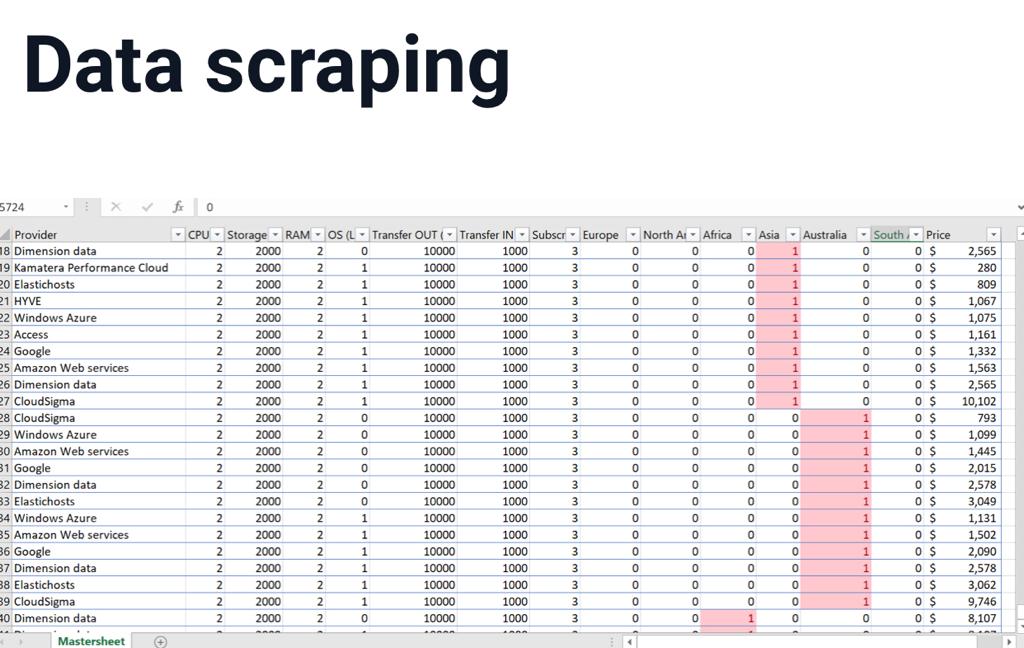 Data scraping
5724 fx 0
Provider CPU Storage RAM OS (L Transfer OUT ( Transfer IN Subscr Europe North Ar Africa Asia Australia South A Price
18 Dimension data 2 2000 2 0 10000 1000 3 0 0 0 1 0 0 $ 2,565
19 Kamatera Performance Cloud 2 2000 2 1 10000 1000 3 0 0 0 1 0 0 $ 280
20 Elastichosts 2 2000 2 1 10000 1000 3 0 0 0 1 0 0 $ 809
21 HYVE 2 2000 2 1 10000 1000 3 0 0 0 1 0 0 $ 1,067
22 Windows Azure 2 2000 2 1 10000 1000 3 0 0 0 1 0 0 $ 1,075
23 Access 2 2000 2 1 10000 1000 3 0 0 0 1 0 0 $ 1,161
24 Google 2 2000 2 1 10000 1000 3 0 0 0 1 0 0 $ 1,332
25 Amazon Web services 2 2000 2 1 10000 1000 3 0 0 0 1 0 0 $ 1,563
26 Dimension data 2 2000 2 1 10000 1000 3 0 0 0 1 0 0 $ 2,565
27 CloudSigma 2 2000 2 1 10000 1000 3 0 0 0 1 0 0 $ 10,102
28 CloudSigma 2 2000 2 0 10000 1000 3 0 0 0 0 1 0 $ 793
29 Windows Azure 2 2000 2 0 10000 1000 3 0 0 0 0 1 0 $ 1,099
30 Amazon Web services 2 2000 2 0 10000 1000 3 0 0 0 0 1 0 $ 1,445
31 Google 2 2000 2 0 10000 1000 3 0 0 0 0 1 0 $ 2,015
32 Dimension data 2 2000 2 0 10000 1000 3 0 0 0 0 1 0 $ 2,578
33 Elastichosts 2 2000 2 0 10000 1000 3 0 0 0 0 1 0 $ 3,049
34 Windows Azure 2 2000 2 1 10000 1000 3 0 0 0 0 1 0 $ 1,131
35 Amazon Web services 2 2000 2 1 10000 1000 3 0 0 0 0 1 0 $ 1,502
36 Google 2 2000 2 1 10000 1000 3 0 0 0 0 1 0 $ 2,090
37 Dimension data 2 2000 2 1 10000 1000 3 0 0 0 0 1 0 $ 2,578
38 Elastichosts 2 2000 2 1 10000 1000 3 0 0 0 0 1 0 $ 3,062
39 CloudSigma 2 2000 2 1 10000 1000 3 0 0 0 0 1 0 $ 9,746
40 Dimension data 2 2000 2 0 10000 1000 3 0 0 1 0 0 0 $ 8,107
Mastersheet